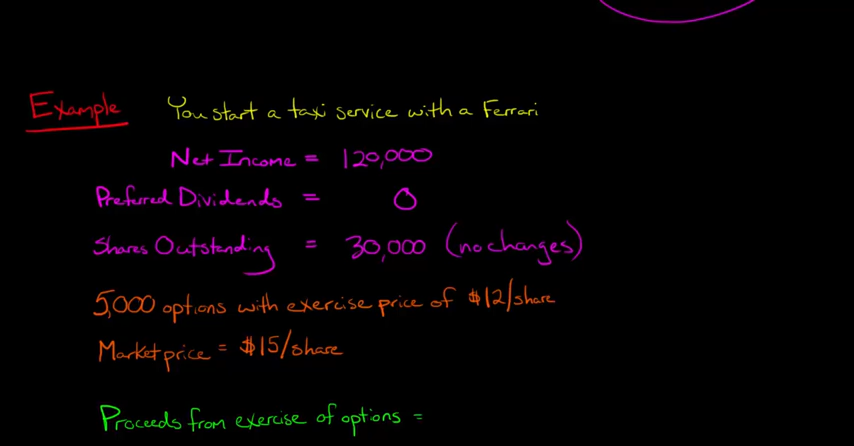 Example You start a taxi service with a Ferrari
Net Income = 120,000
Preferred Dividends = 0
Shares Outstanding = 30,000 (no changes)
5,000 options with exercise price of $12/share
Market price = $15/share
Proceeds from exercise of options =